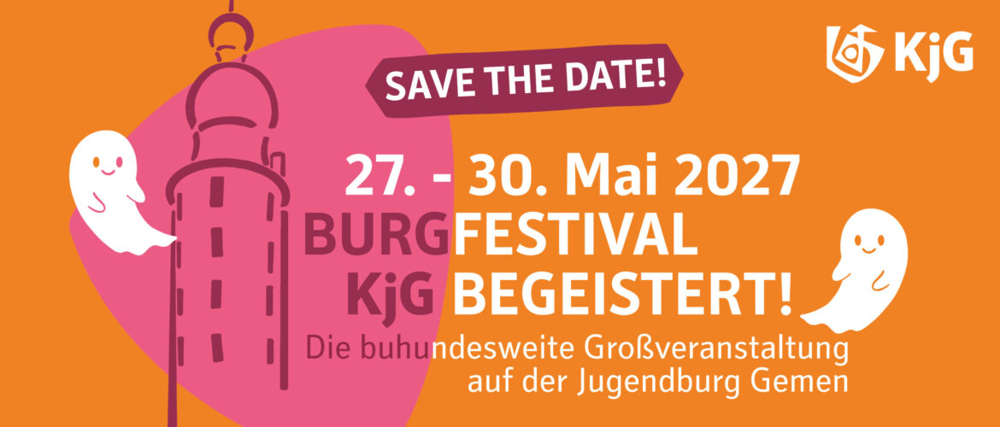 KjG
SAVE THE DATE!
27. - 30. Mai 2027
BURGFESTIVAL
KjG BEGEISTERT!
Die buhundesweite Großveranstaltung
auf der Jugendburg Gemen